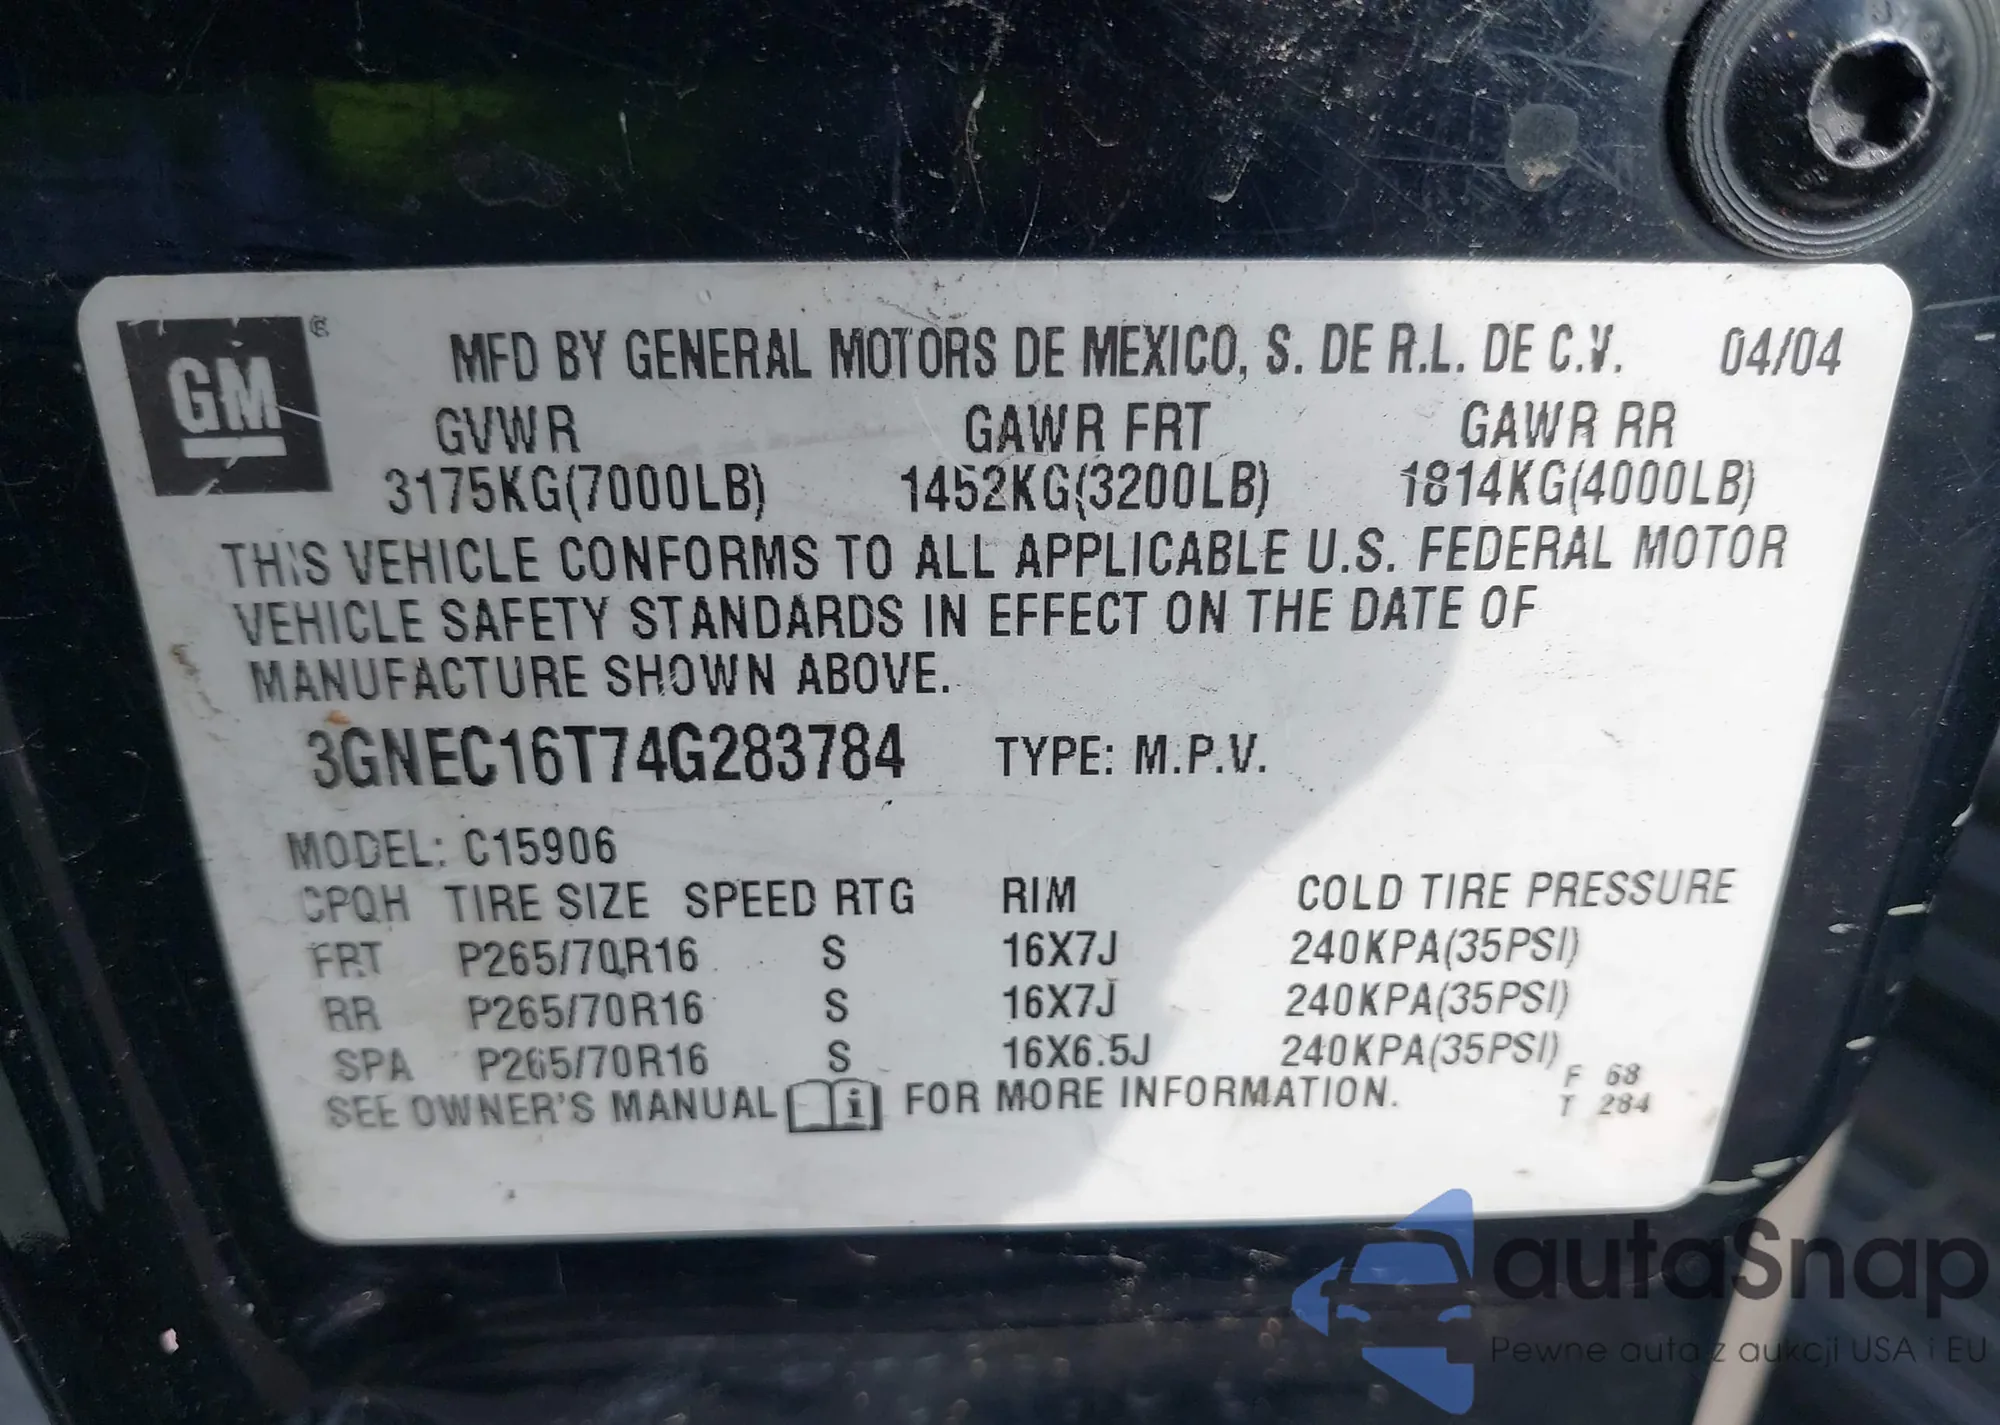 GM ®
MFD BY GENERAL MOTORS DE MEXICO, S. DE R.L. DE C.V. 04/04
GVWR GAWR FRT GAWR RR
3175KG(7000LB) 1452KG(3200LB) 1814KG(4000LB)
THIS VEHICLE CONFORMS TO ALL APPLICABLE U.S. FEDERAL MOTOR
VEHICLE SAFETY STANDARDS IN EFFECT ON THE DATE OF
MANUFACTURE SHOWN ABOVE.
3GNEC16T74G283784 TYPE: M.P.V.
MODEL: C15906
CPQH TIRE SIZE SPEED RTG RIM COLD TIRE PRESSURE
FRT P265/70R16 S 16X7J 240KPA(35PSI)
RR P265/70R16 S 16X7J 240KPA(35PSI)
SPA P265/70R16 S 16X6.5J 240KPA(35PSI)
SEE OWNER'S MANUAL i FOR MORE INFORMATION.
F 68
T 284
autaSnap
Pewne auta z aukcji USA i EU